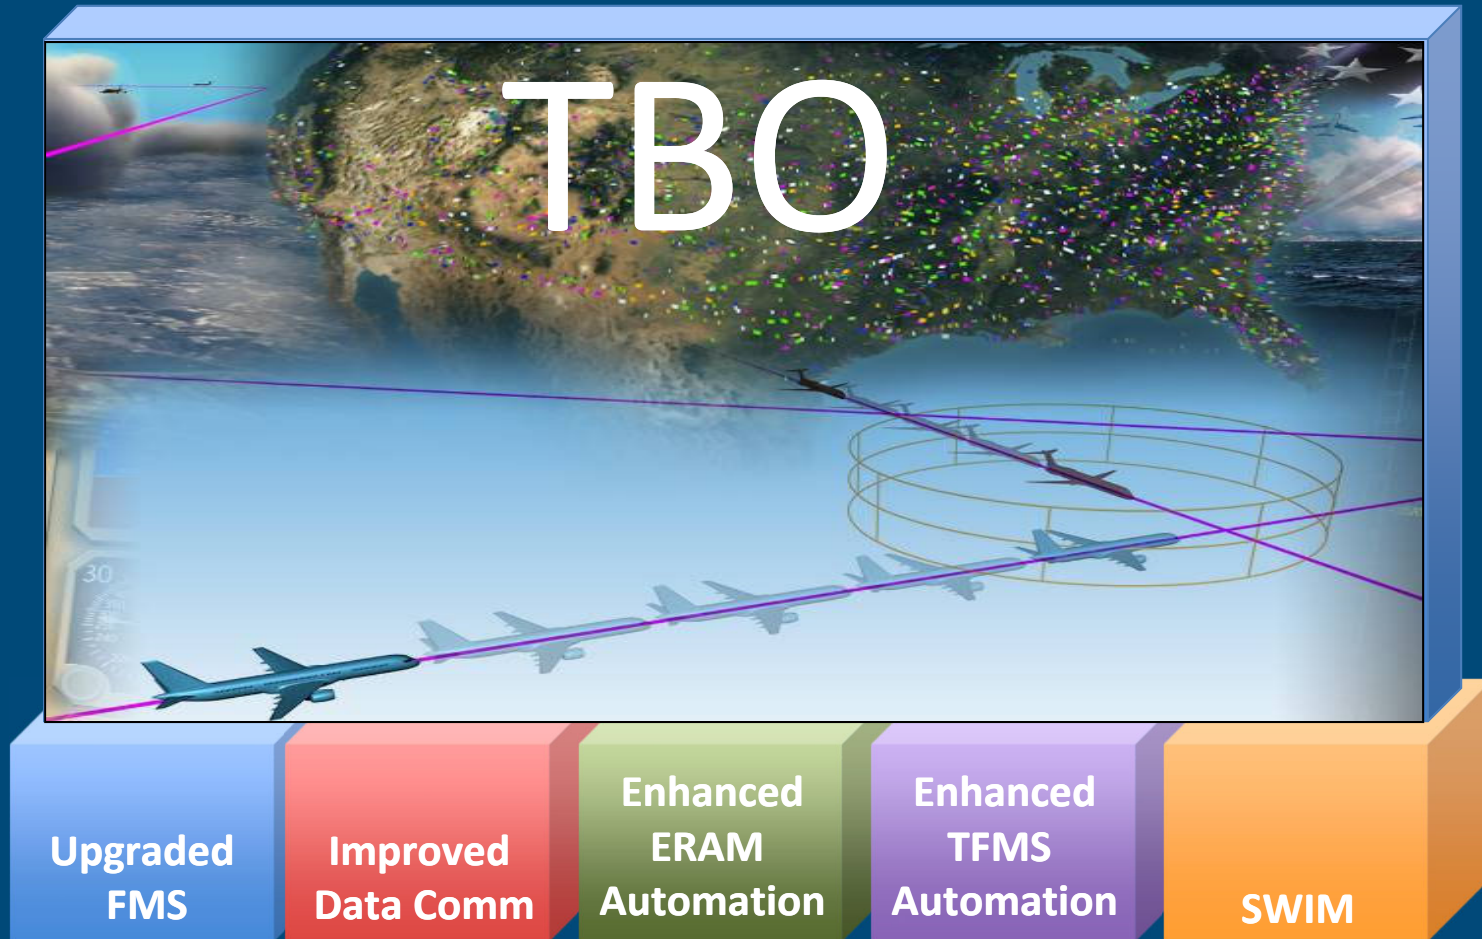 TBO
30
Upgraded
FMS
Improved
Data Comm
Enhanced
ERAM
Automation
Enhanced
TFMS
Automation
SWIM